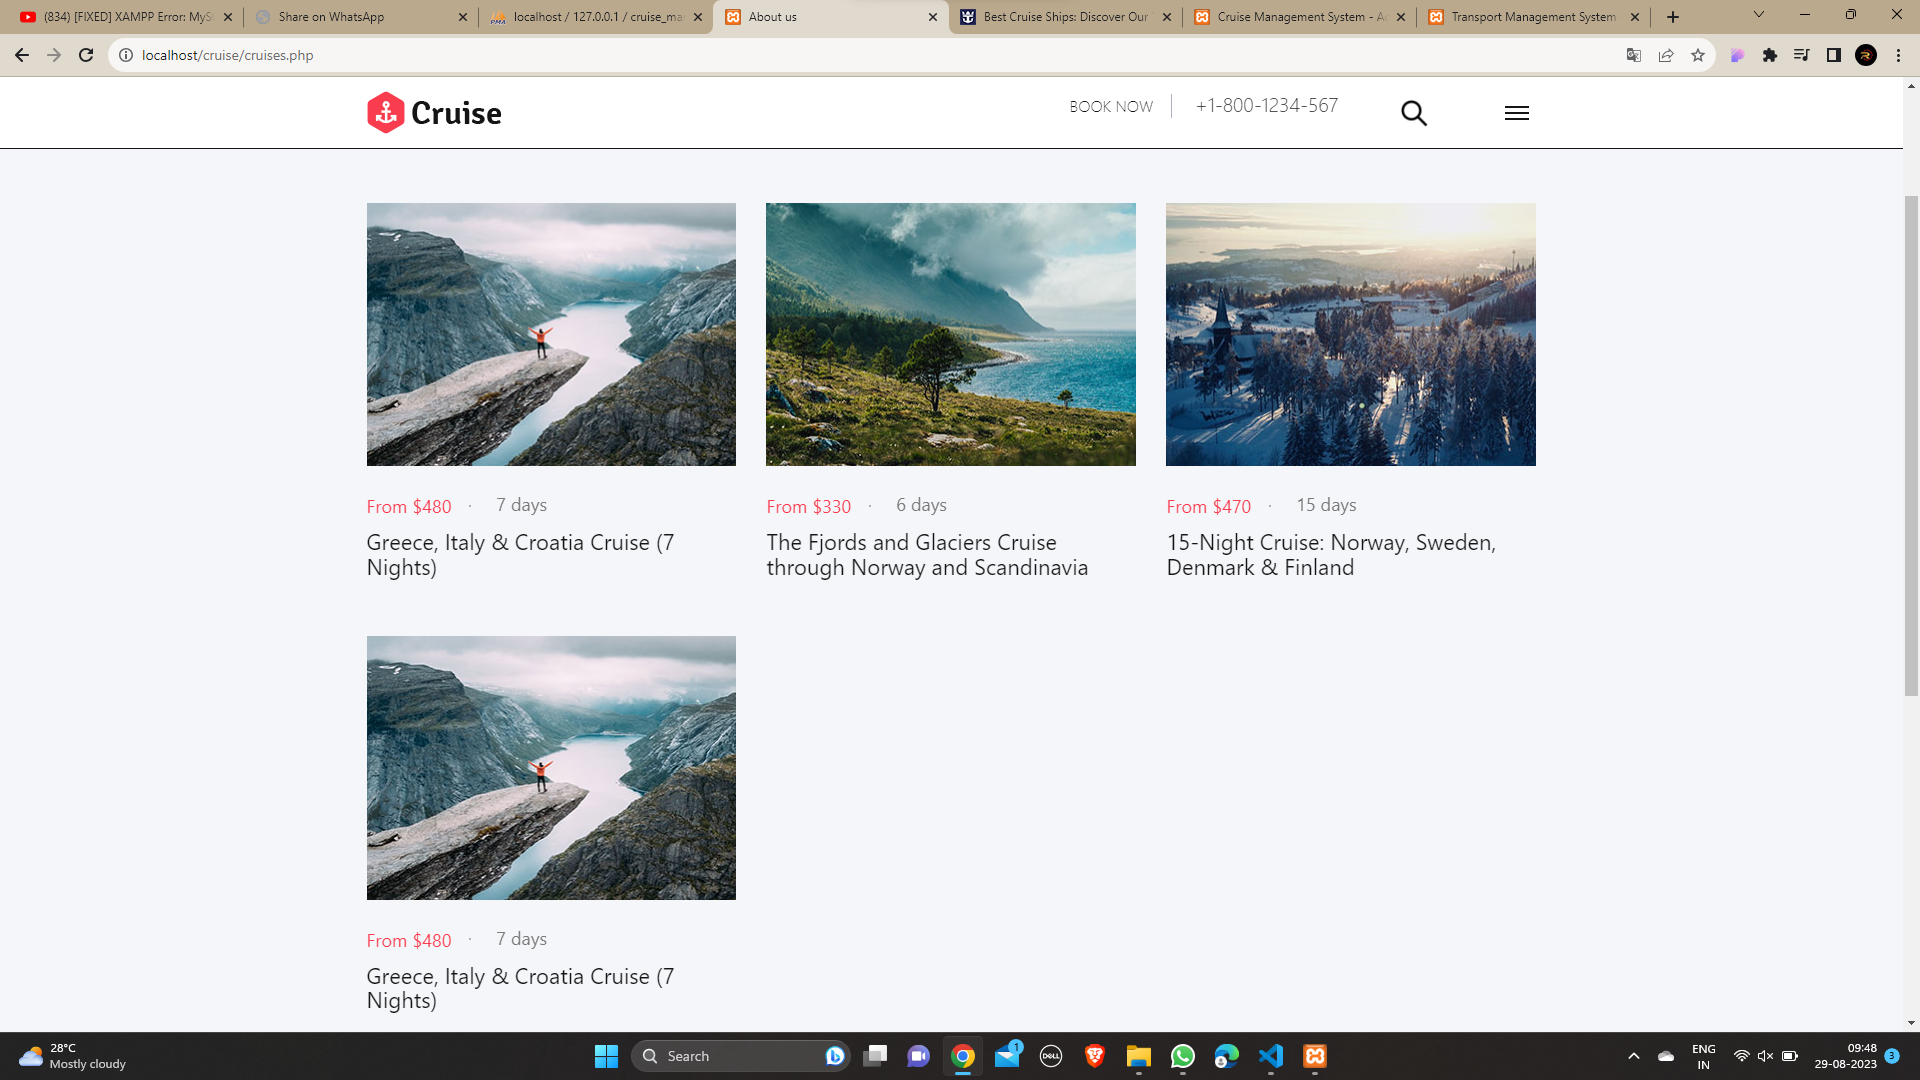 (834) [FIXED] XAMPP Error: MyS
Share on WhatsApp
localhost / 127.0.0.1 / cruise_ma
About us
Best Cruise Ships: Discover Our
Cruise Management System - A
Transport Management System
localhost/cruise/cruises.php
Cruise
BOOK NOW
+1-800-1234-567
From $480 · 7 days
Greece, Italy & Croatia Cruise (7
Nights)
From $330 · 6 days
The Fjords and Glaciers Cruise
through Norway and Scandinavia
From $470 · 15 days
15-Night Cruise: Norway, Sweden,
Denmark & Finland
From $480 · 7 days
Greece, Italy & Croatia Cruise (7
Nights)
28°C
Mostly cloudy
Search
1
DELL
ENG
IN
09:48
29-08-2023
3